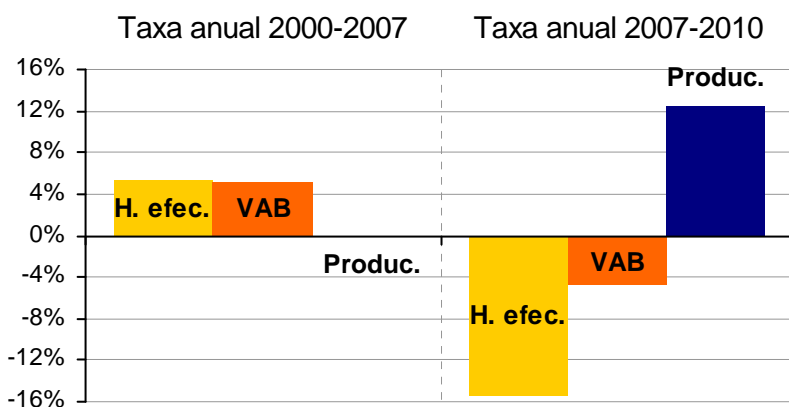 Taxa anual 2000-2007
Taxa anual 2007-2010
16%
12%
8%
4%
0%
-4%
-8%
-12%
-16%
H. efec.
VAB
Produc.
H. efec.
VAB
Produc.